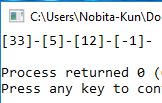 C:\Users\Nobita-Kun\Do
[33]-[5]-[12]-[-1]-
Process returned 0 (
Press any key to con